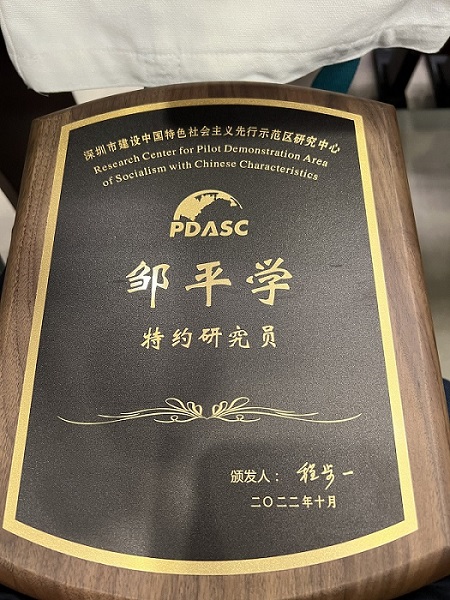 深圳市建设中国特色社会主义先行示范区研究中心
Research Center for Pilot Demonstration Area
of Socialism with Chinese Characteristics
PDASC
邹平学
特约研究员
颁发人：程步一
二〇二二年十月